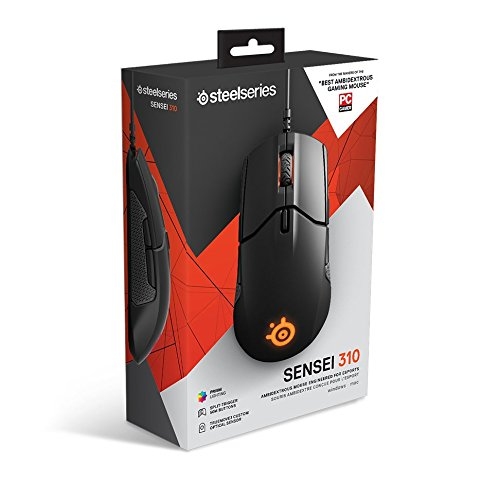 steelseries
SENSEI 310
FROM THE MAKERS OF THE
"BEST AMBIDEXTROUS
GAMING MOUSE"
PC
GAMER
SENSEI 310
AMBIDEXTROUS MOUSE ENGINEERED FOR ESPORTS
SOURIS AMBIDEXTRE CONÇUE POUR L'ESPORT
windows mac
PRISM
LIGHTING
SPLIT-TRIGGER
50M BUTTONS
TRUEMOVE3 CUSTOM
OPTICAL SENSOR